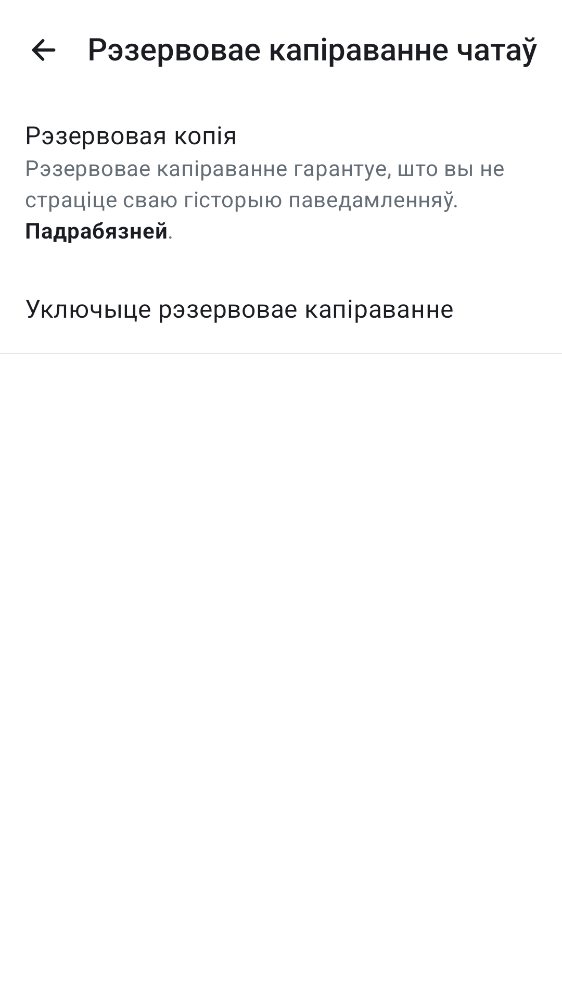 Рэзервовае капіраванне чатаў
Рэзервовая копія
Рэзервовае капіраванне гарантуе, што вы не
страціце сваю гісторыю паведамленняў.
Падрабязней.
Уключыце рэзервовае капіраванне